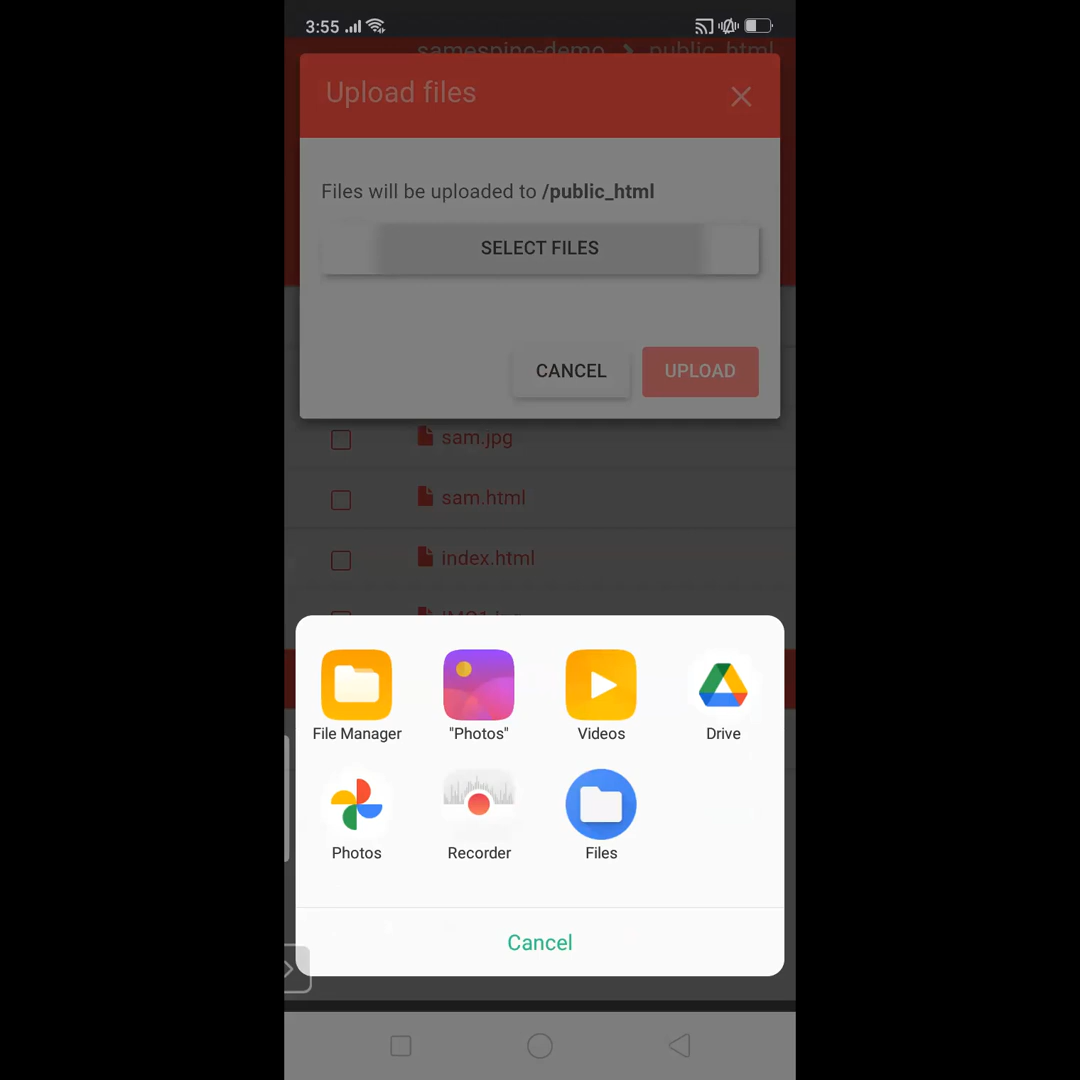 3:55
samespino-demo > public_html
Upload files
Files will be uploaded to /public_html
SELECT FILES
CANCEL
UPLOAD
sam.jpg
sam.html
index.html
File Manager
"Photos"
Videos
Drive
Photos
Recorder
Files
Cancel